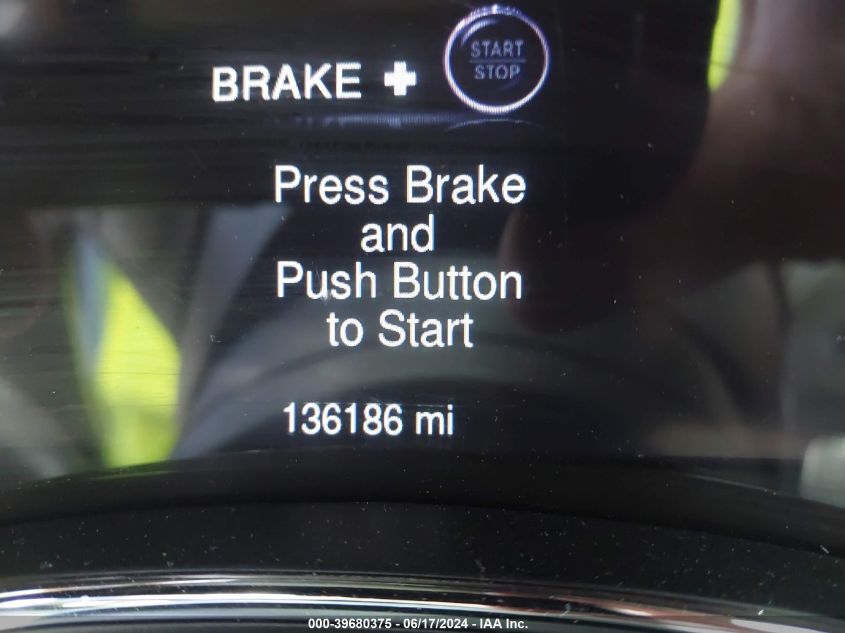 BRAKE + START
STOP
Press Brake
and
Push Button
to Start
136186 mi
000-39680375 - 06/17/2024 - IAA Inc.